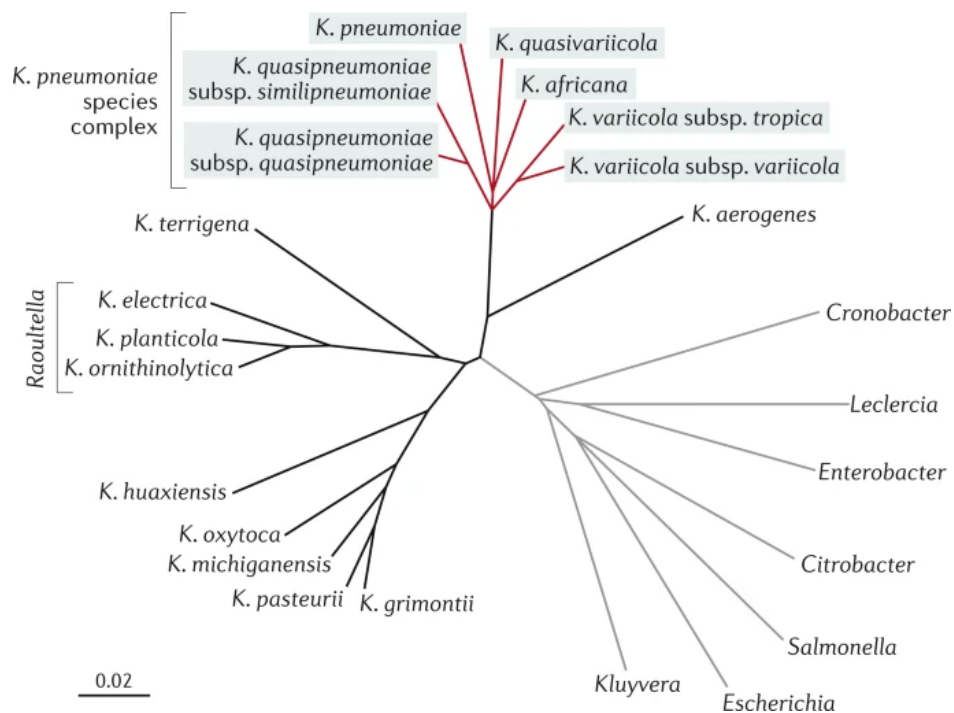 K. pneumoniae
K. quasivariicola
K. quasipneumoniae
subsp. similipneumoniae
K. pneumoniae
species
complex
K. africana
K. variicola subsp. tropica
K. quasipneumoniae
subsp. quasipneumoniae
K. variicola subsp. variicola
K. terrigena
K. aerogenes
Raoultella
K. electrica
K. planticola
K. ornithinolytica
Cronobacter
Leclercia
Enterobacter
K. huaxiensis
K. oxytoca
K. michiganensis
K. pasteurii
K. grimontii
Citrobacter
Salmonella
Kluyvera
Escherichia
0.02